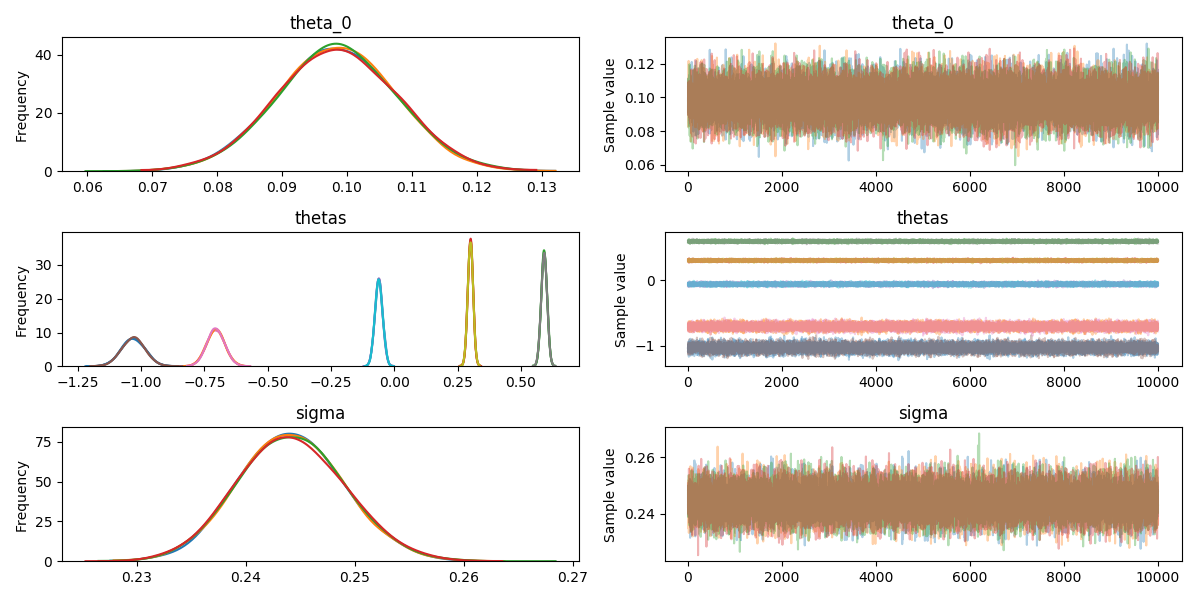 theta_0
Frequency
40
20
0
0.06 0.07 0.08 0.09 0.10 0.11 0.12 0.13
theta_0
Sample value
0.12
0.10
0.08
0.06
0 2000 4000 6000 8000 10000
thetas
Frequency
30
20
10
0
−1.25 −1.00 −0.75 −0.50 −0.25 0.00 0.25 0.50
thetas
Sample value
0
−1
0 2000 4000 6000 8000 10000
sigma
Frequency
75
50
25
0
0.23 0.24 0.25 0.26 0.27
sigma
Sample value
0.26
0.24
0 2000 4000 6000 8000 10000